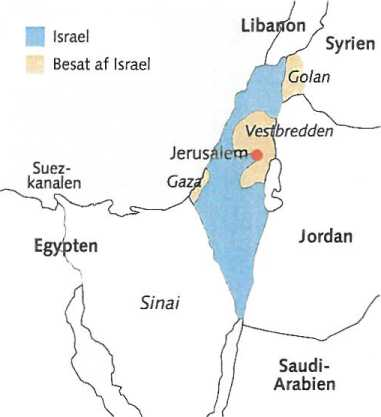 Israel
Besat af Israel
Libanon
Syrien
Golan
Vestbredden
Jerusalem
Suez-
kanalen
Gaza
Egypten
Jordan
Sinai
Saudi-
Arabien